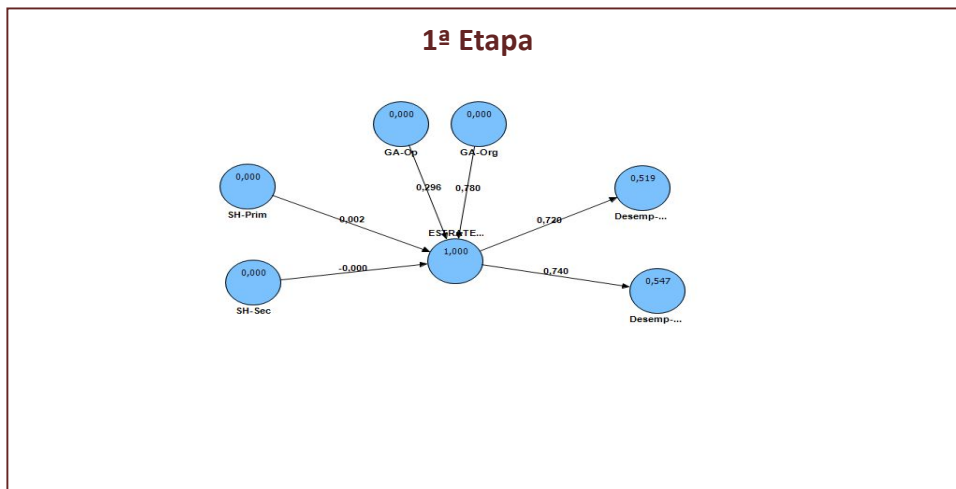 1ª Etapa
0,000
GA-Op
0,000
GA-Org
0,000
SH-Prim
0,296
0,780
0,519
Desemp-...
0,002
0,720
ESTRATE...
1,000
0,000
SH-Sec
-0,000
0,740
0,547
Desemp-...